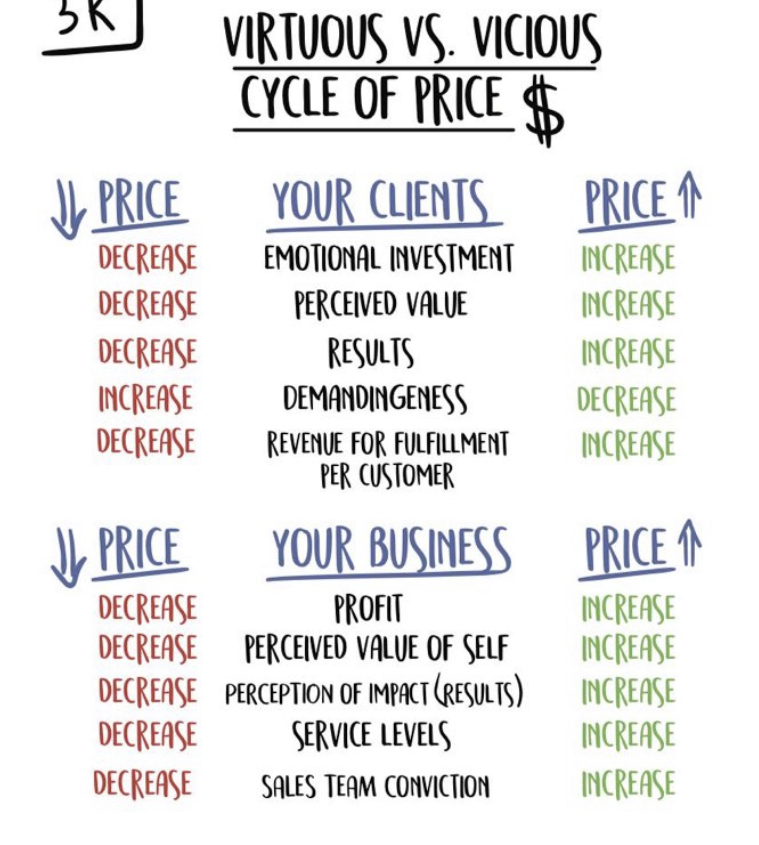 5K
VIRTUOUS VS. VICIOUS
CYCLE OF PRICE $
PRICE YOUR CLIENTS PRICE
DECREASE EMOTIONAL INVESTMENT INCREASE
DECREASE PERCEIVED VALUE INCREASE
DECREASE RESULTS INCREASE
INCREASE DEMANDINGENESS DECREASE
DECREASE REVENUE FOR FULFILLMENT INCREASE
PER CUSTOMER
PRICE YOUR BUSINESS PRICE
DECREASE PROFIT INCREASE
DECREASE PERCEIVED VALUE OF SELF INCREASE
DECREASE PERCEPTION OF IMPACT (RESULTS) INCREASE
DECREASE SERVICE LEVELS INCREASE
DECREASE SALES TEAM CONVICTION INCREASE